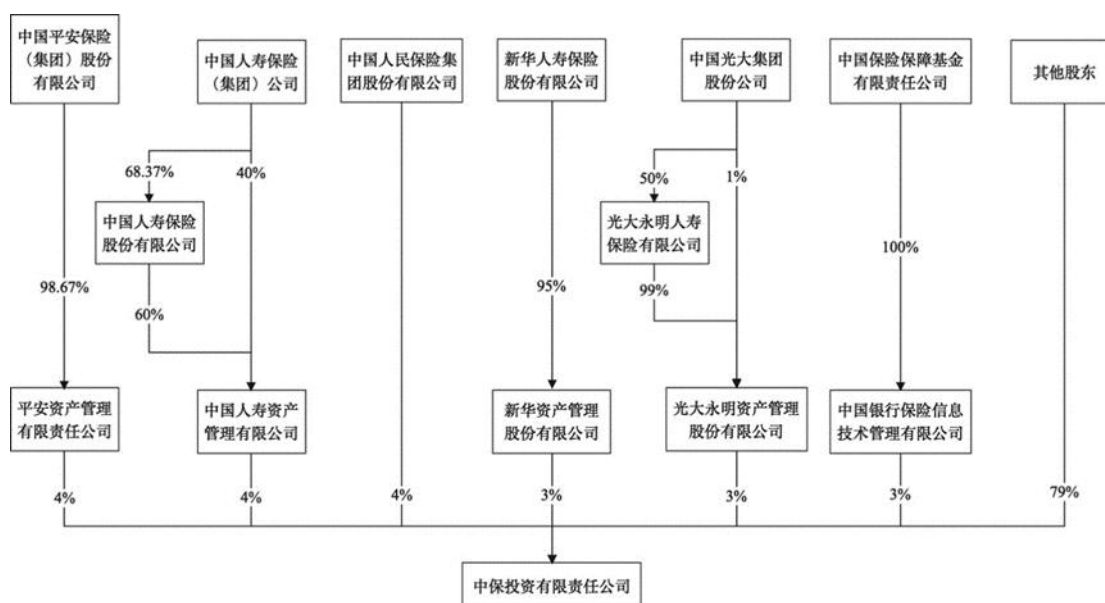 中国平安保险
（集团）股份
有限公司
中国人寿保险
（集团）公司
中国人民保险集
团股份有限公司
新华人寿保险
股份有限公司
中国光大集团
股份公司
中国保险保障基金
有限责任公司
其他股东
68.37%
40%
50%
1%
中国人寿保险
股份有限公司
光大永明人寿
保险有限公司
100%
98.67%
95%
99%
60%
平安资产管理
有限责任公司
中国人寿资产
管理有限公司
新华资产管理
股份有限公司
光大永明资产管理
股份有限公司
中国银行保险信息
技术管理有限公司
4%
4%
4%
3%
3%
3%
79%
中保投资有限责任公司